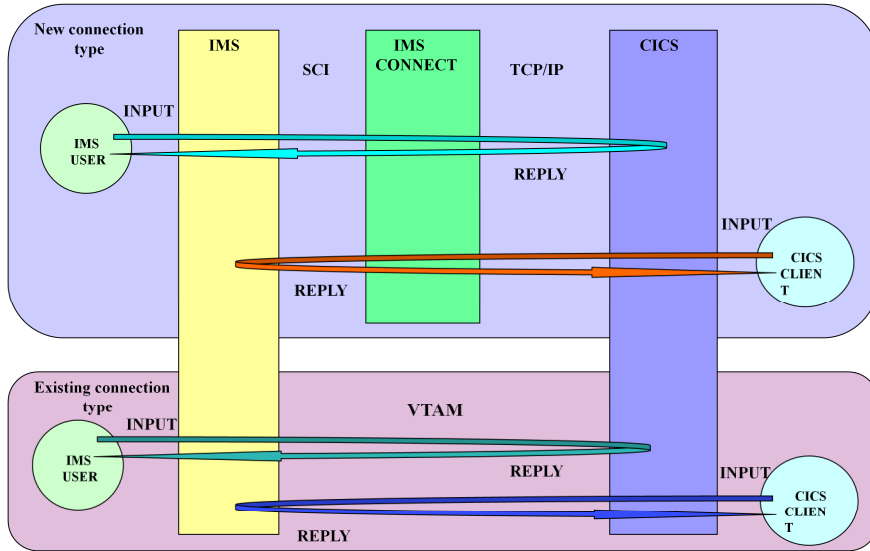 New connection
type
IMS
SCI
IMS
CONNECT
TCP/IP
CICS
INPUT
IMS
USER
REPLY
INPUT
CICS
CLIEN
T
REPLY
Existing connection
type
VTAM
INPUT
IMS
USER
REPLY
INPUT
CICS
CLIEN
T
REPLY